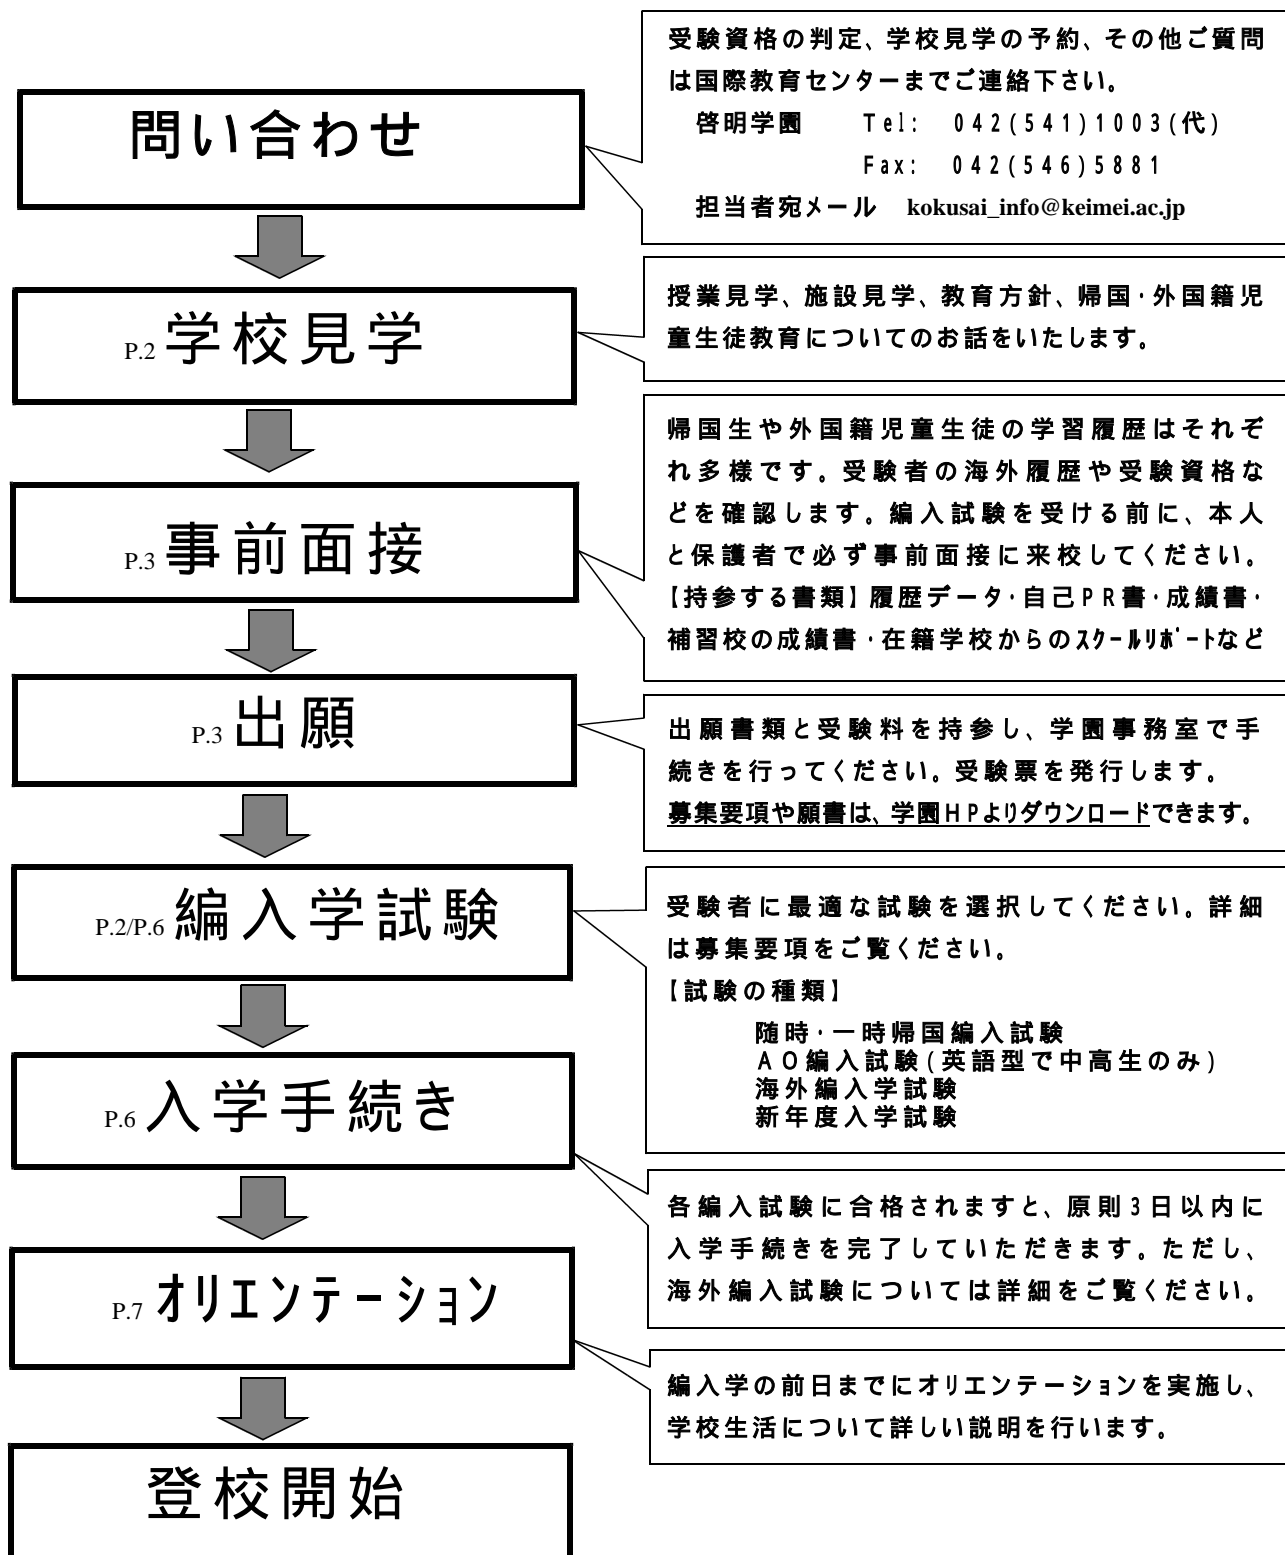 問い合わせ
受験資格の判定、学校見学の予約、その他ご質問
は国際教育センターまでご連絡下さい。
啓明学園 Tel: 042(541)1003(代)
Fax: 042(546)5881
担当者宛メール kokusai_info@keimei.ac.jp
P.2 学校見学
授業見学、施設見学、教育方針、帰国・外国籍児
童生徒教育についてのお話をいたします。
P.3 事前面接
帰国生や外国籍児童生徒の学習履歴はそれぞ
れ多様です。受験者の海外履歴や受験資格な
どを確認します。編入試験を受ける前に、本人
と保護者で必ず事前面接に来校してください。
【持参する書類】履歴データ・自己PR書・成績書・
補習校の成績書・在籍学校からのスクールリポートなど
P.3 出願
出願書類と受験料を持参し、学園事務室で手
続きを行ってください。受験票を発行します。
募集要項や願書は、学園HPよりダウンロードできます。
P.2/P.6 編入学試験
受験者に最適な試験を選択してください。詳細
は募集要項をご覧ください。
【試験の種類】
随時・一時帰国編入試験
AO編入試験(英語型で中高生のみ)
海外編入学試験
新年度入学試験
P.6 入学手続き
各編入試験に合格されますと、原則3日以内に
入学手続きを完了していただきます。ただし、
海外編入試験については詳細をご覧ください。
P.7 オリエンテーション
編入学の前日までにオリエンテーションを実施し、
学校生活について詳しい説明を行います。
登校開始